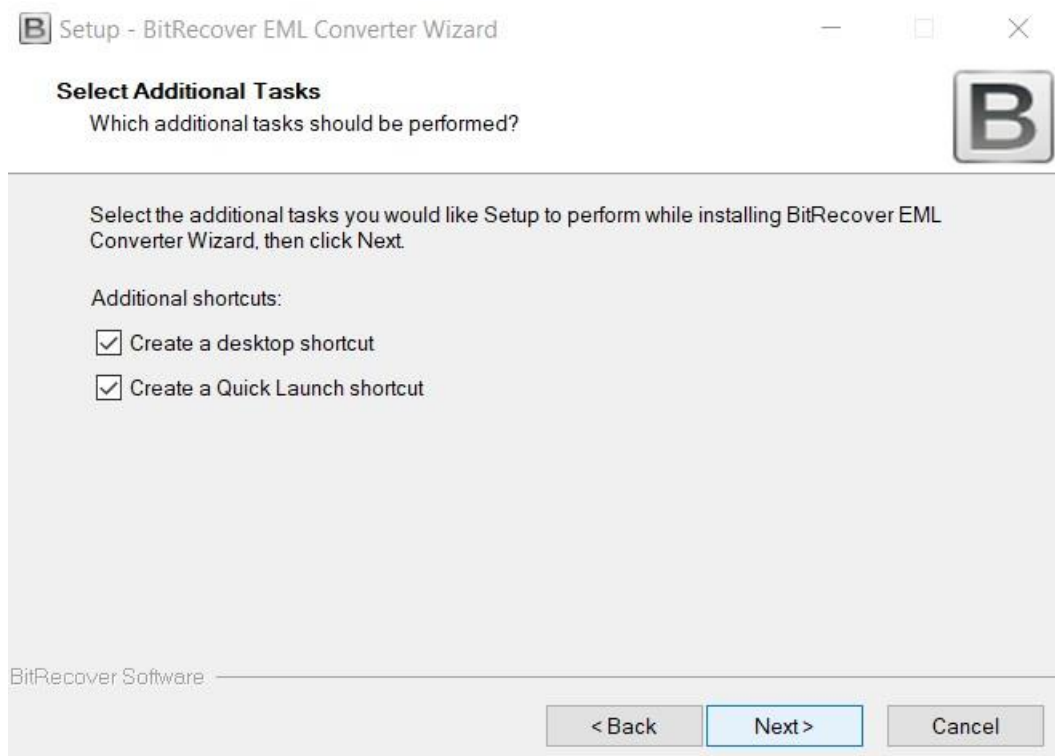 B Setup - BitRecover EML Converter Wizard
Select Additional Tasks
Which additional tasks should be performed?
B
Select the additional tasks you would like Setup to perform while installing BitRecover EML
Converter Wizard, then click Next.
Additional shortcuts:
Create a desktop shortcut
Create a Quick Launch shortcut
BitRecover Software
< Back Next > Cancel